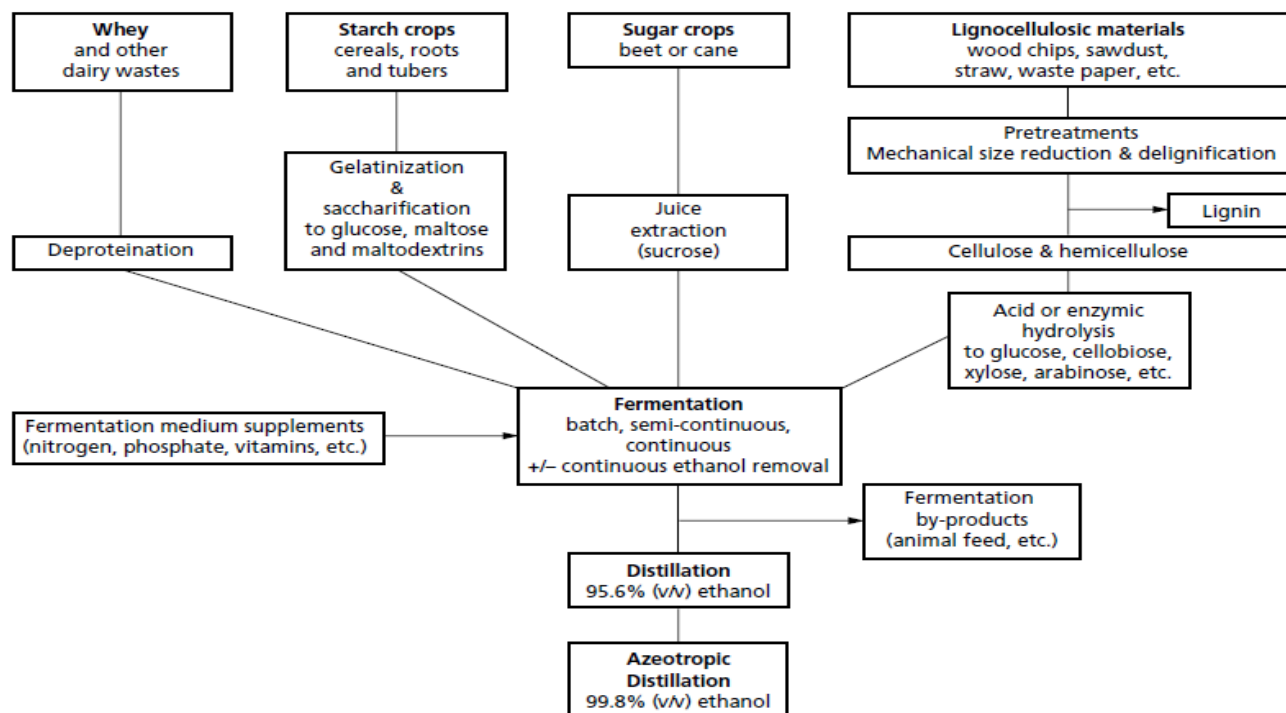 Whey
and other
dairy wastes
Starch crops
cereals, roots
and tubers
Sugar crops
beet or cane
Lignocellulosic materials
wood chips, sawdust,
straw, waste paper, etc.
Pretreatments
Mechanical size reduction & delignification
Gelatinization
&
saccharification
to glucose, maltose
and maltodextrins
Juice
extraction
(sucrose)
Lignin
Deproteination
Cellulose & hemicellulose
Acid or enzymic
hydrolysis
to glucose, cellobiose,
xylose, arabinose, etc.
Fermentation medium supplements
(nitrogen, phosphate, vitamins, etc.)
Fermentation
batch, semi-continuous,
continuous
+/– continuous ethanol removal
Fermentation
by-products
(animal feed, etc.)
Distillation
95.6% (v/v) ethanol
Azeotropic
Distillation
99.8% (v/v) ethanol